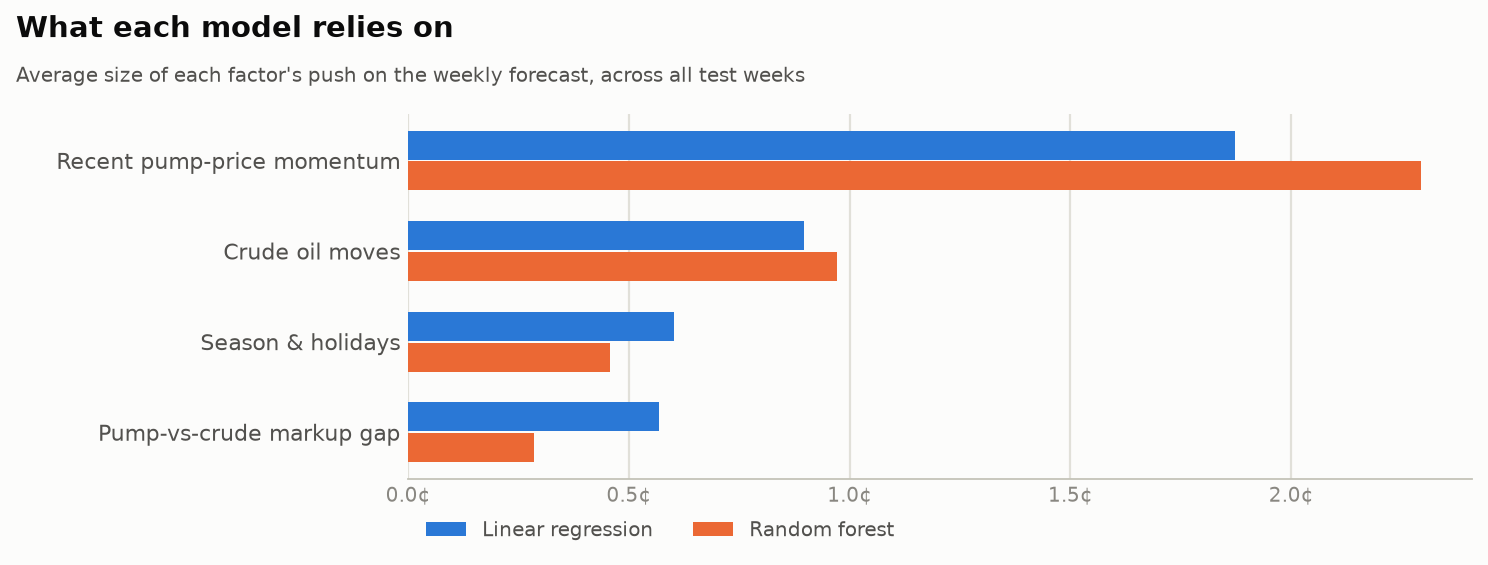 What each model relies on
Average size of each factor's push on the weekly forecast, across all test weeks
Recent pump-price momentum
Crude oil moves
Season & holidays
Pump-vs-crude markup gap
0.0¢ 0.5¢ 1.0¢ 1.5¢ 2.0¢
Linear regression Random forest